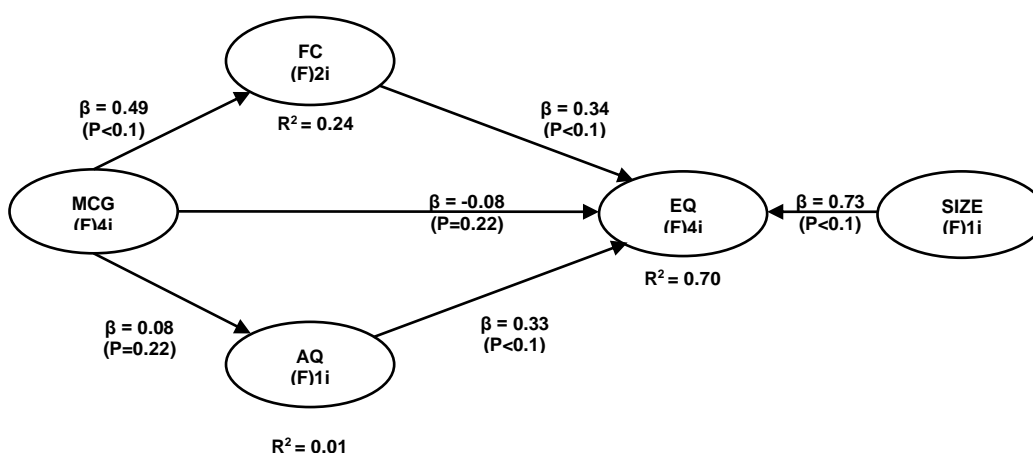 FC
(F)2i
β = 0.49
(P<0.1)
R² = 0.24
β = 0.34
(P<0.1)
MCG
(F)4i
β = -0.08
(P=0.22)
EQ
(F)4i
β = 0.73
(P<0.1)
SIZE
(F)1i
R² = 0.70
β = 0.08
(P=0.22)
AQ
(F)1i
β = 0.33
(P<0.1)
R² = 0.01